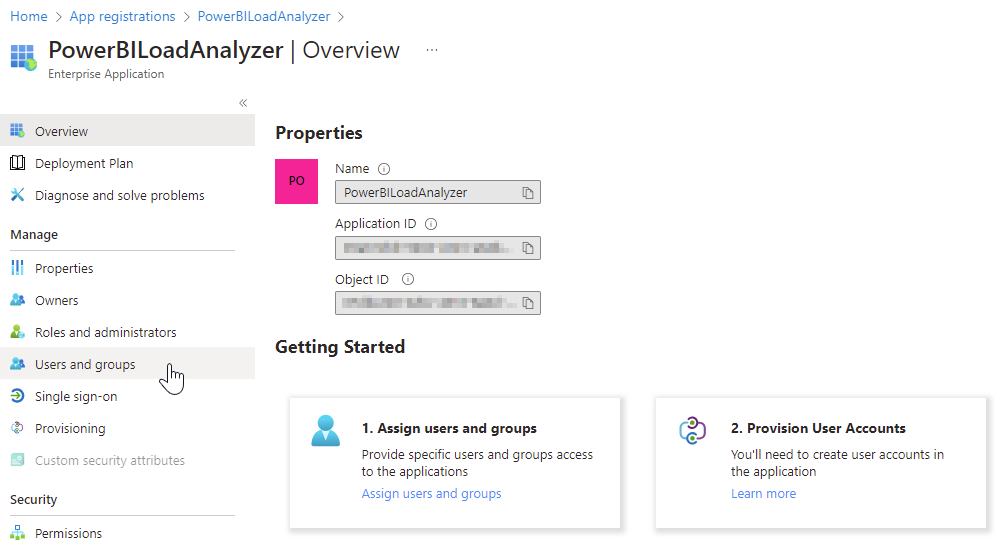 Home > App registrations > PowerBILoadAnalyzer >
PowerBILoadAnalyzer | Overview ...
Enterprise Application
«
Overview
Deployment Plan
Diagnose and solve problems
Manage
Properties
Owners
Roles and administrators
Users and groups
Single sign-on
Provisioning
Custom security attributes
Security
Permissions
Properties
PO
Name
PowerBILoadAnalyzer
Application ID
Object ID
Getting Started
1. Assign users and groups
Provide specific users and groups access
to the applications
Assign users and groups
2. Provision User Accounts
You'll need to create user accounts in
the application
Learn more